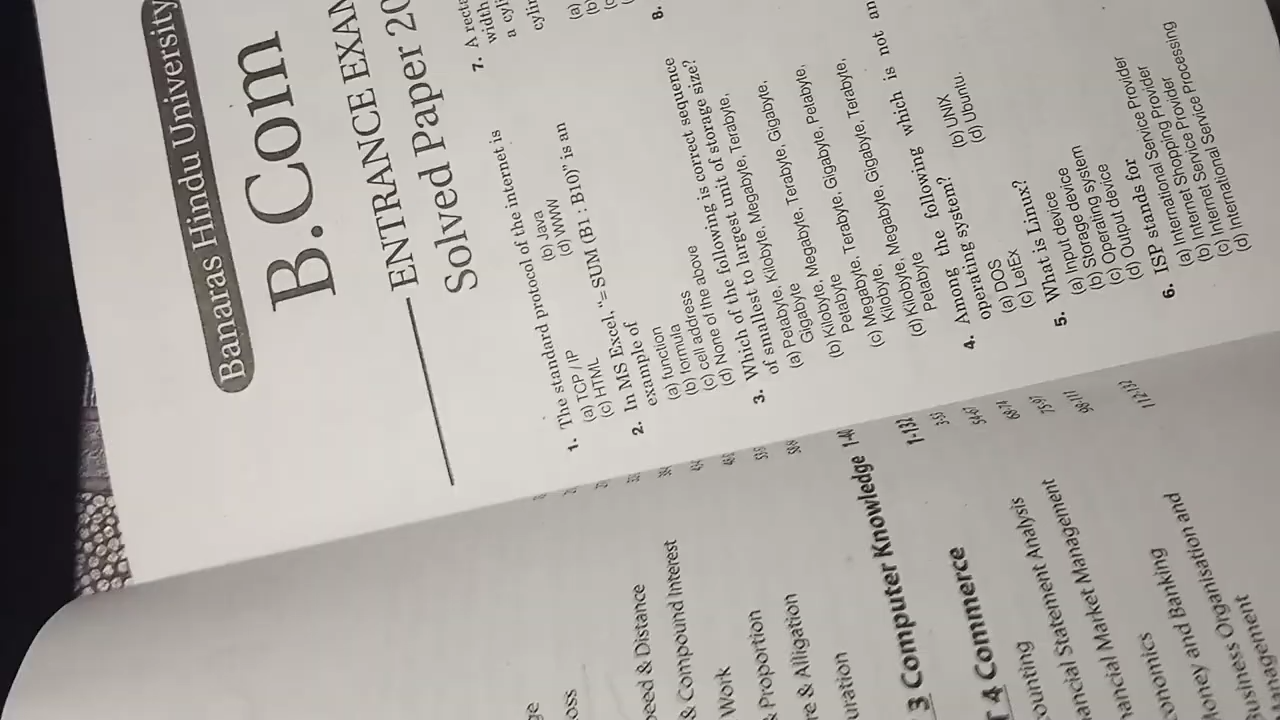 Banaras Hindu University
B.Com
ENTRANCE EXAM
Solved Paper 20
1. The standard protocol of the internet is
(a) TCP/IP (b) Java
(c) HTML (d) WWW
2. In MS Excel, “= SUM (B1 : B10)” is an
example of
(a) function
(b) formula
(c) cell address
(d) None of the above
3. Which of the following is correct sequence
of smallest to largest unit of storage size?
(a) Petabyte, Kilobyte, Megabyte, Terabyte,
Gigabyte
(b) Kilobyte, Megabyte, Terabyte, Gigabyte,
Petabyte
(c) Megabyte, Terabyte, Gigabyte, Petabyte,
Kilobyte,
(d) Kilobyte, Megabyte, Gigabyte, Terabyte,
Petabyte
4. Among the following which is not an
operating system?
(a) DOS (b) UNIX
(c) LetEx (d) Ubuntu.
5. What is Linux?
(a) Input device
(b) Storage device
(c) Operating system
(d) Output device
6. ISP stands for
(a) International Service Provider
(b) Internet Shopping Provider
(c) Internet Service Provider
(d) International Service Processing
7. A
width
a
8.
(a)
(b)
eed & Distance
& Compound Interest
Work
Proportion
re & Alligation
uration
3 Computer Knowledge 1-40
4 Commerce 1-132
ounting 3-53
ancial Statement Analysis 54-67
ancial Market Management 68-74
onomics 75-97
oney and Banking 98-111
usiness Organisation and
anagement 112-132